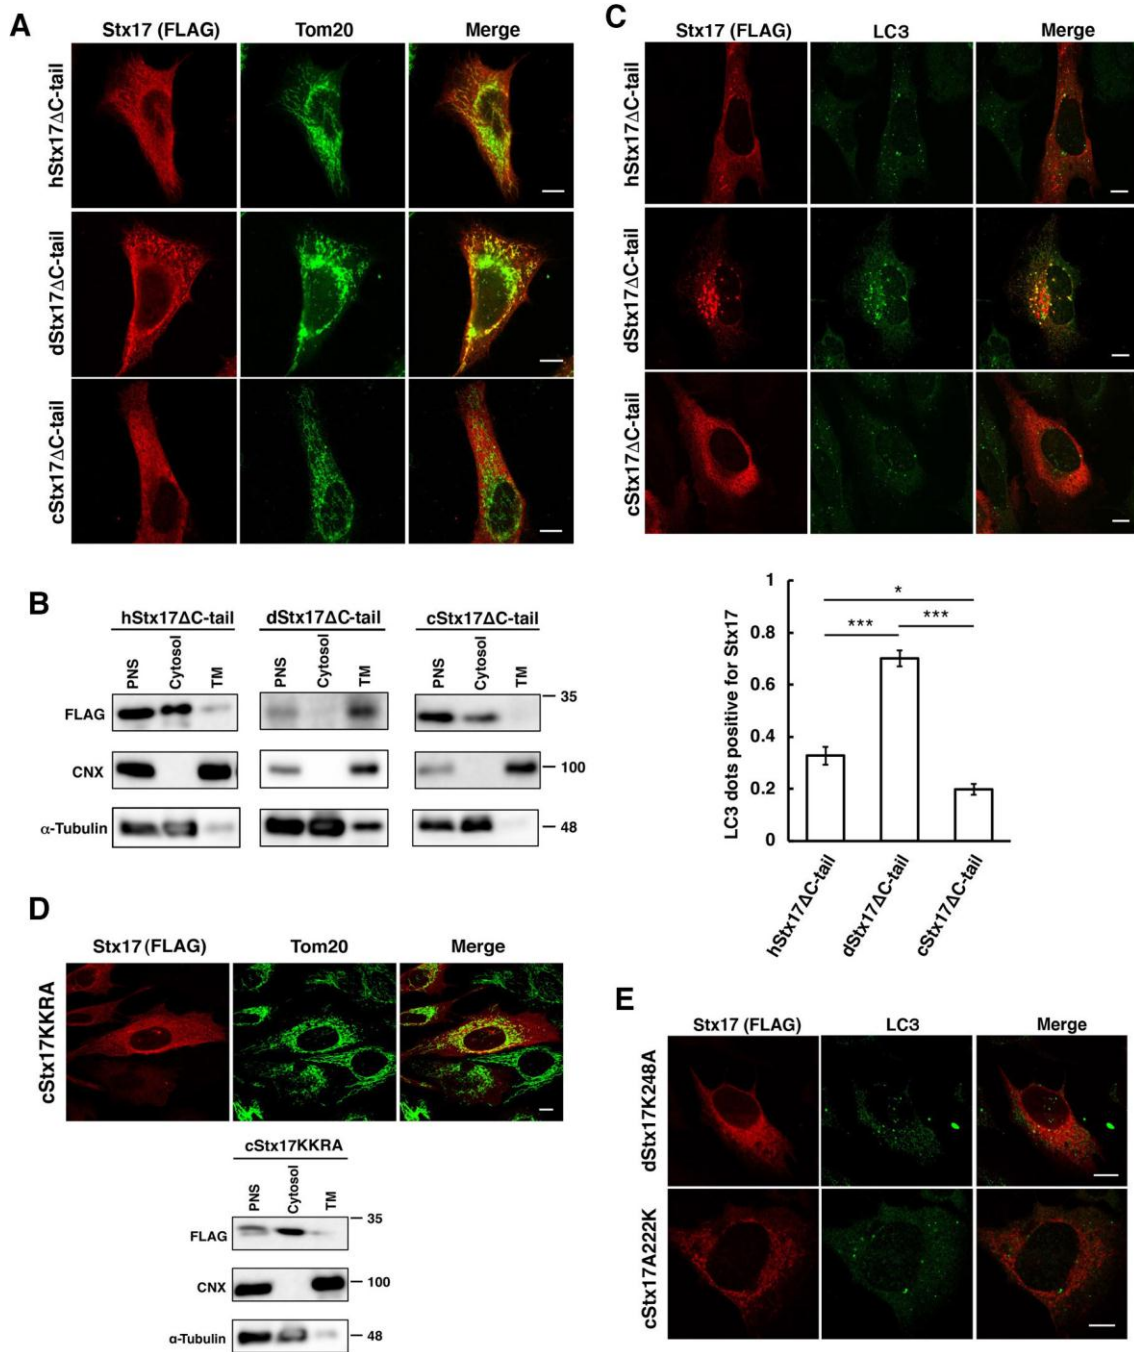 A
Stx17 (FLAG) Tom20 Merge
hStx17ΔC-tail
dStx17ΔC-tail
cStx17ΔC-tail
C
Stx17 (FLAG) LC3 Merge
hStx17ΔC-tail
dStx17ΔC-tail
cStx17ΔC-tail
B
hStx17ΔC-tail dStx17ΔC-tail cStx17ΔC-tail
PNS Cytosol TM PNS Cytosol TM PNS Cytosol TM
FLAG 35
CNX 100
α-Tubulin 48
LC3 dots positive for Stx17
1
0.8
0.6
0.4
0.2
0
*
*** ***
hStx17ΔC-tail dStx17ΔC-tail cStx17ΔC-tail
D
Stx17 (FLAG) Tom20 Merge
cStx17KKRA
cStx17KKRA
PNS Cytosol TM
FLAG 35
CNX 100
α-Tubulin 48
E
Stx17 (FLAG) LC3 Merge
dStx17K248A
cStx17A222K